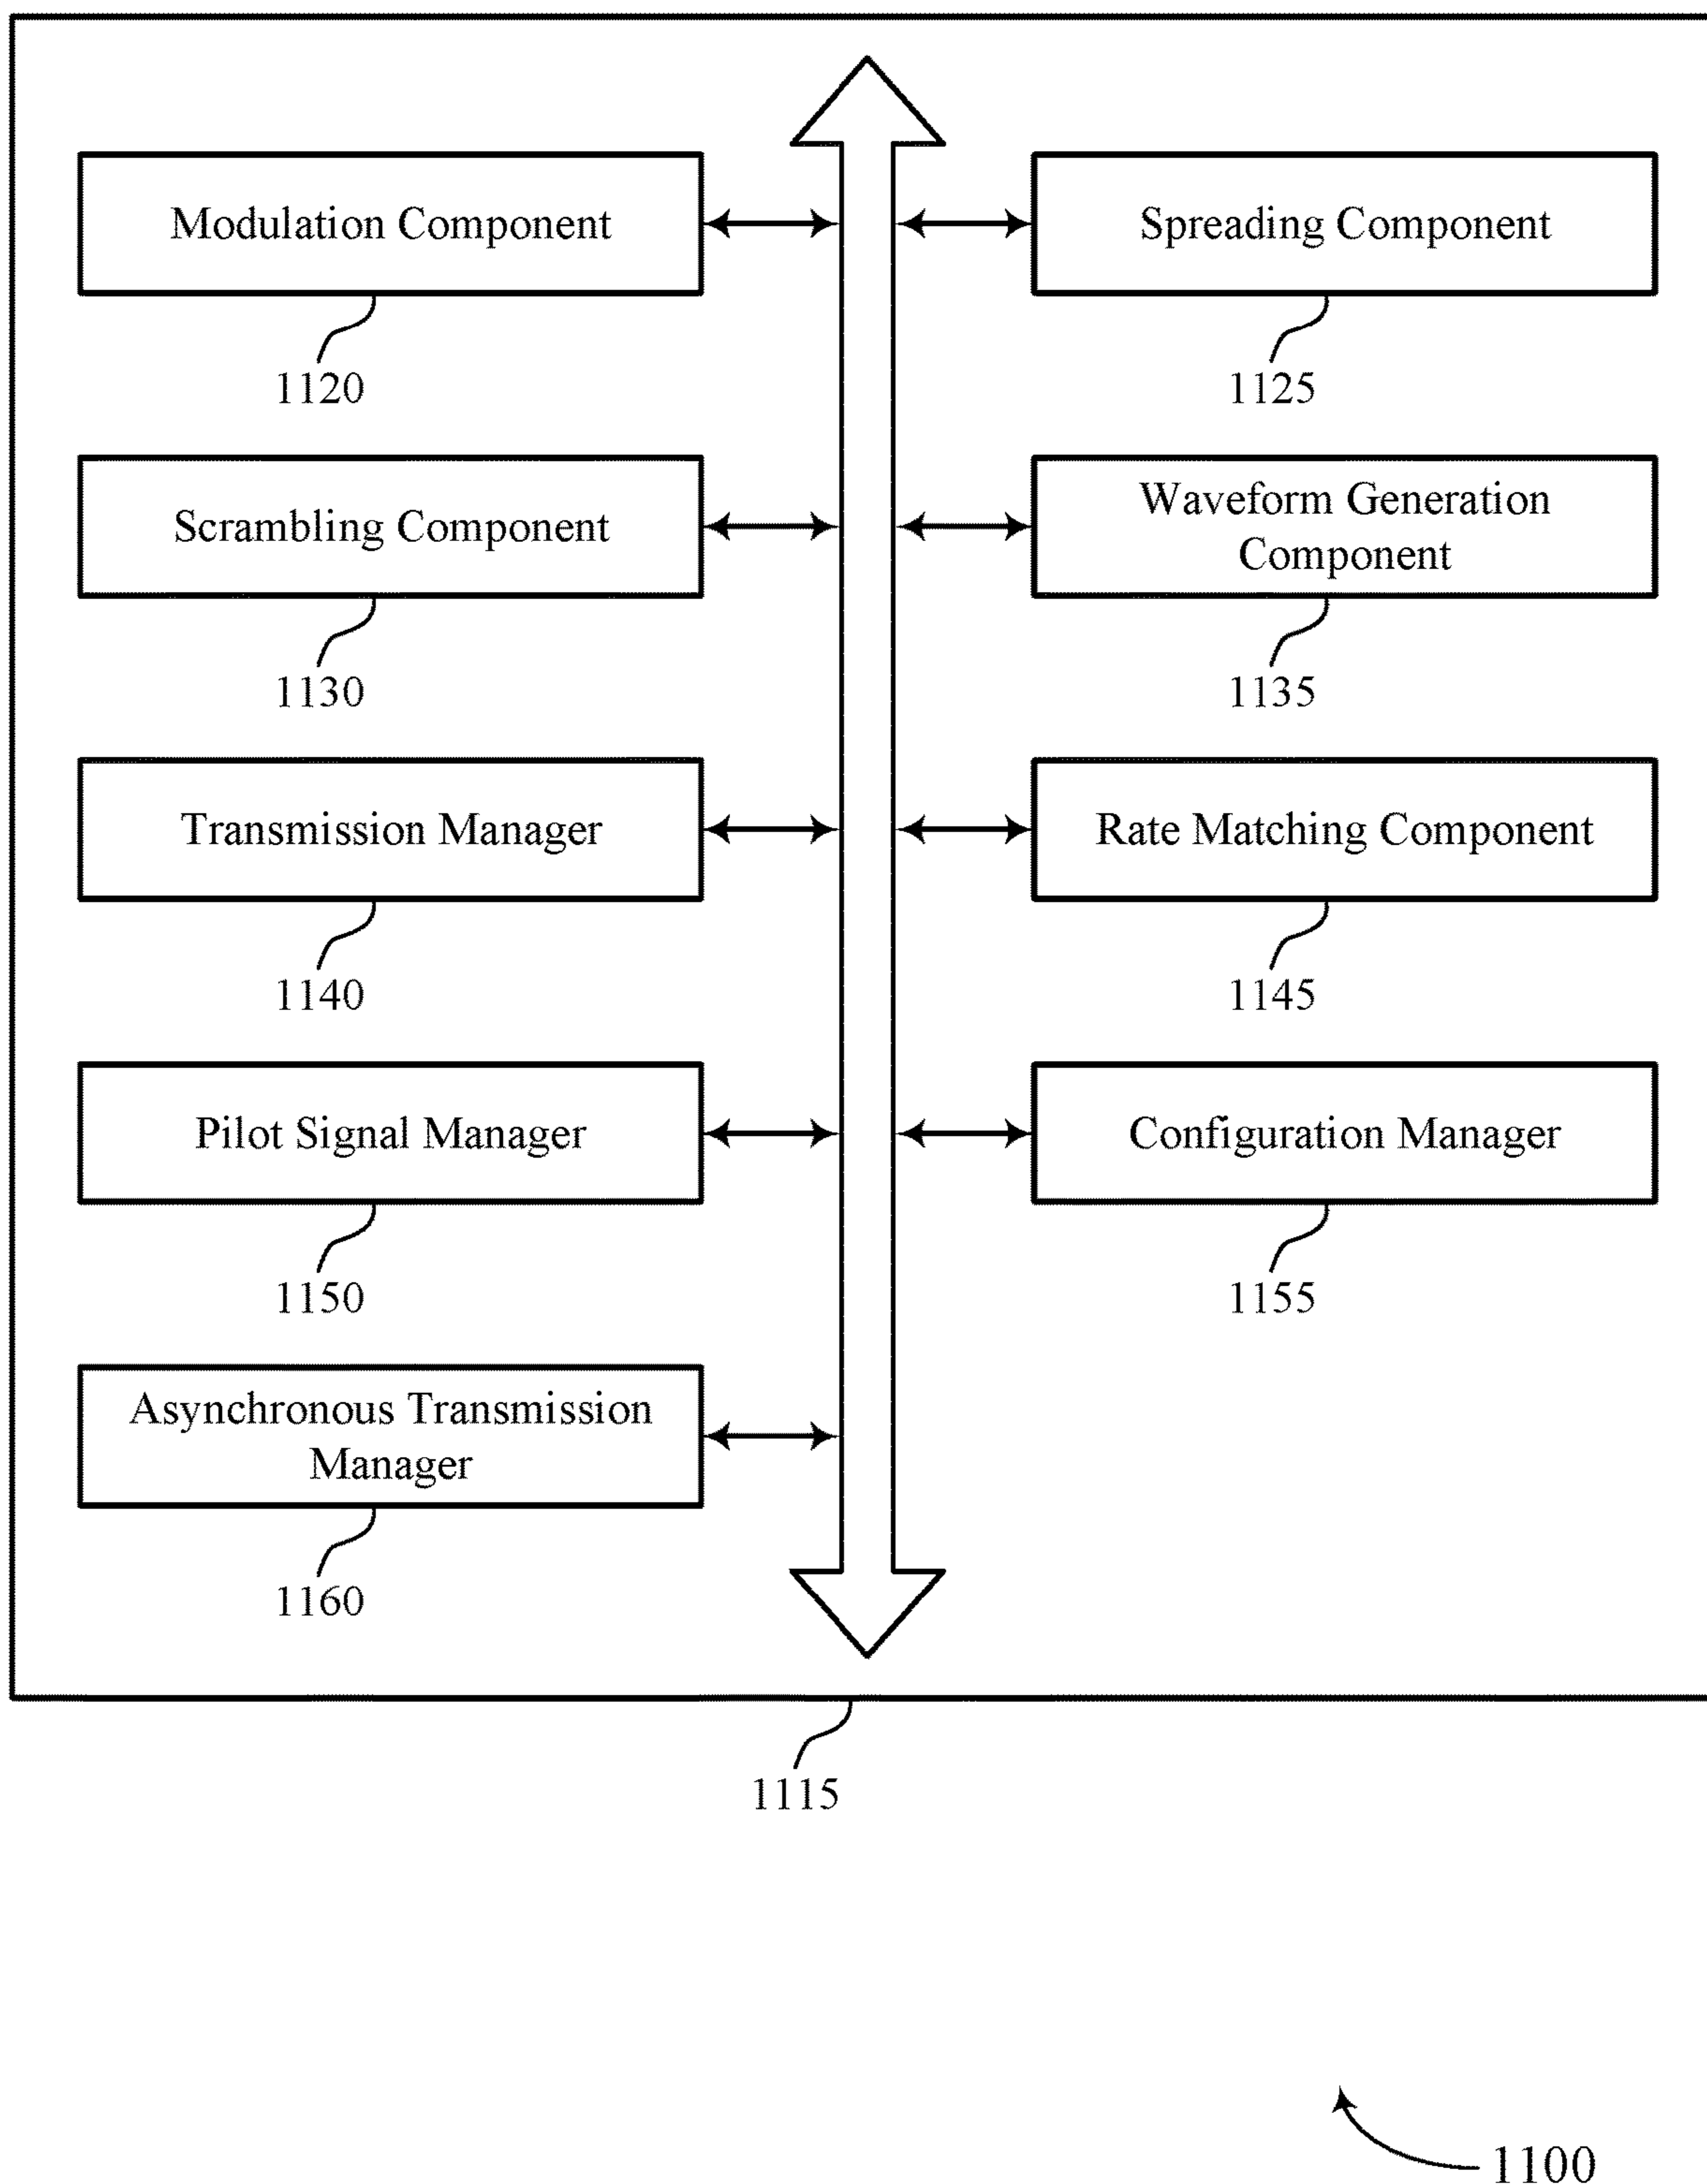 Modulation Component
Spreading Component
1120
1125
Scrambling Component
Waveform Generation
Component
1130
1135
Transmission Manager
Rate Matching Component
1140
1145
Pilot Signal Manager
Configuration Manager
1150
1155
Asynchronous Transmission
Manager
1160
1115
1100